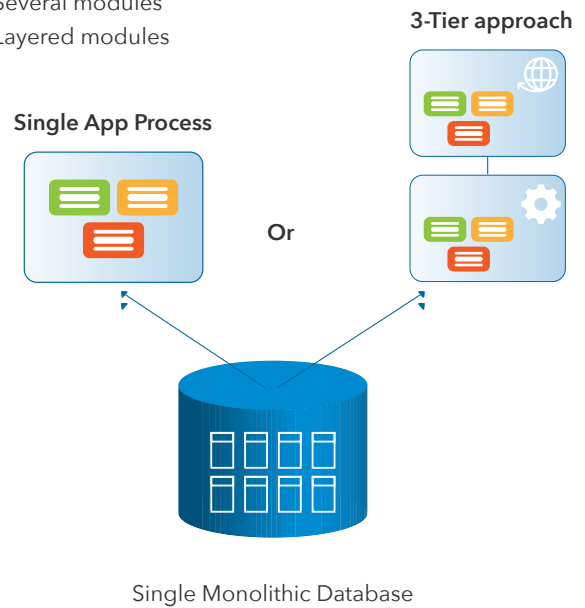 Several modules
Layered modules
3-Tier approach
Single App Process
Or
Single Monolithic Database